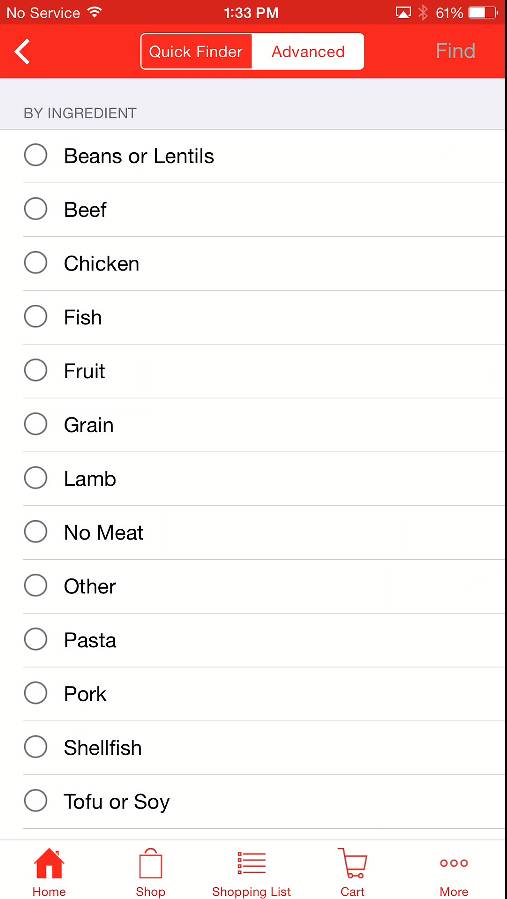 No Service 1:33 PM 61%
Quick Finder Advanced Find
BY INGREDIENT
Beans or Lentils
Beef
Chicken
Fish
Fruit
Grain
Lamb
No Meat
Other
Pasta
Pork
Shellfish
Tofu or Soy
Home Shop Shopping List Cart More